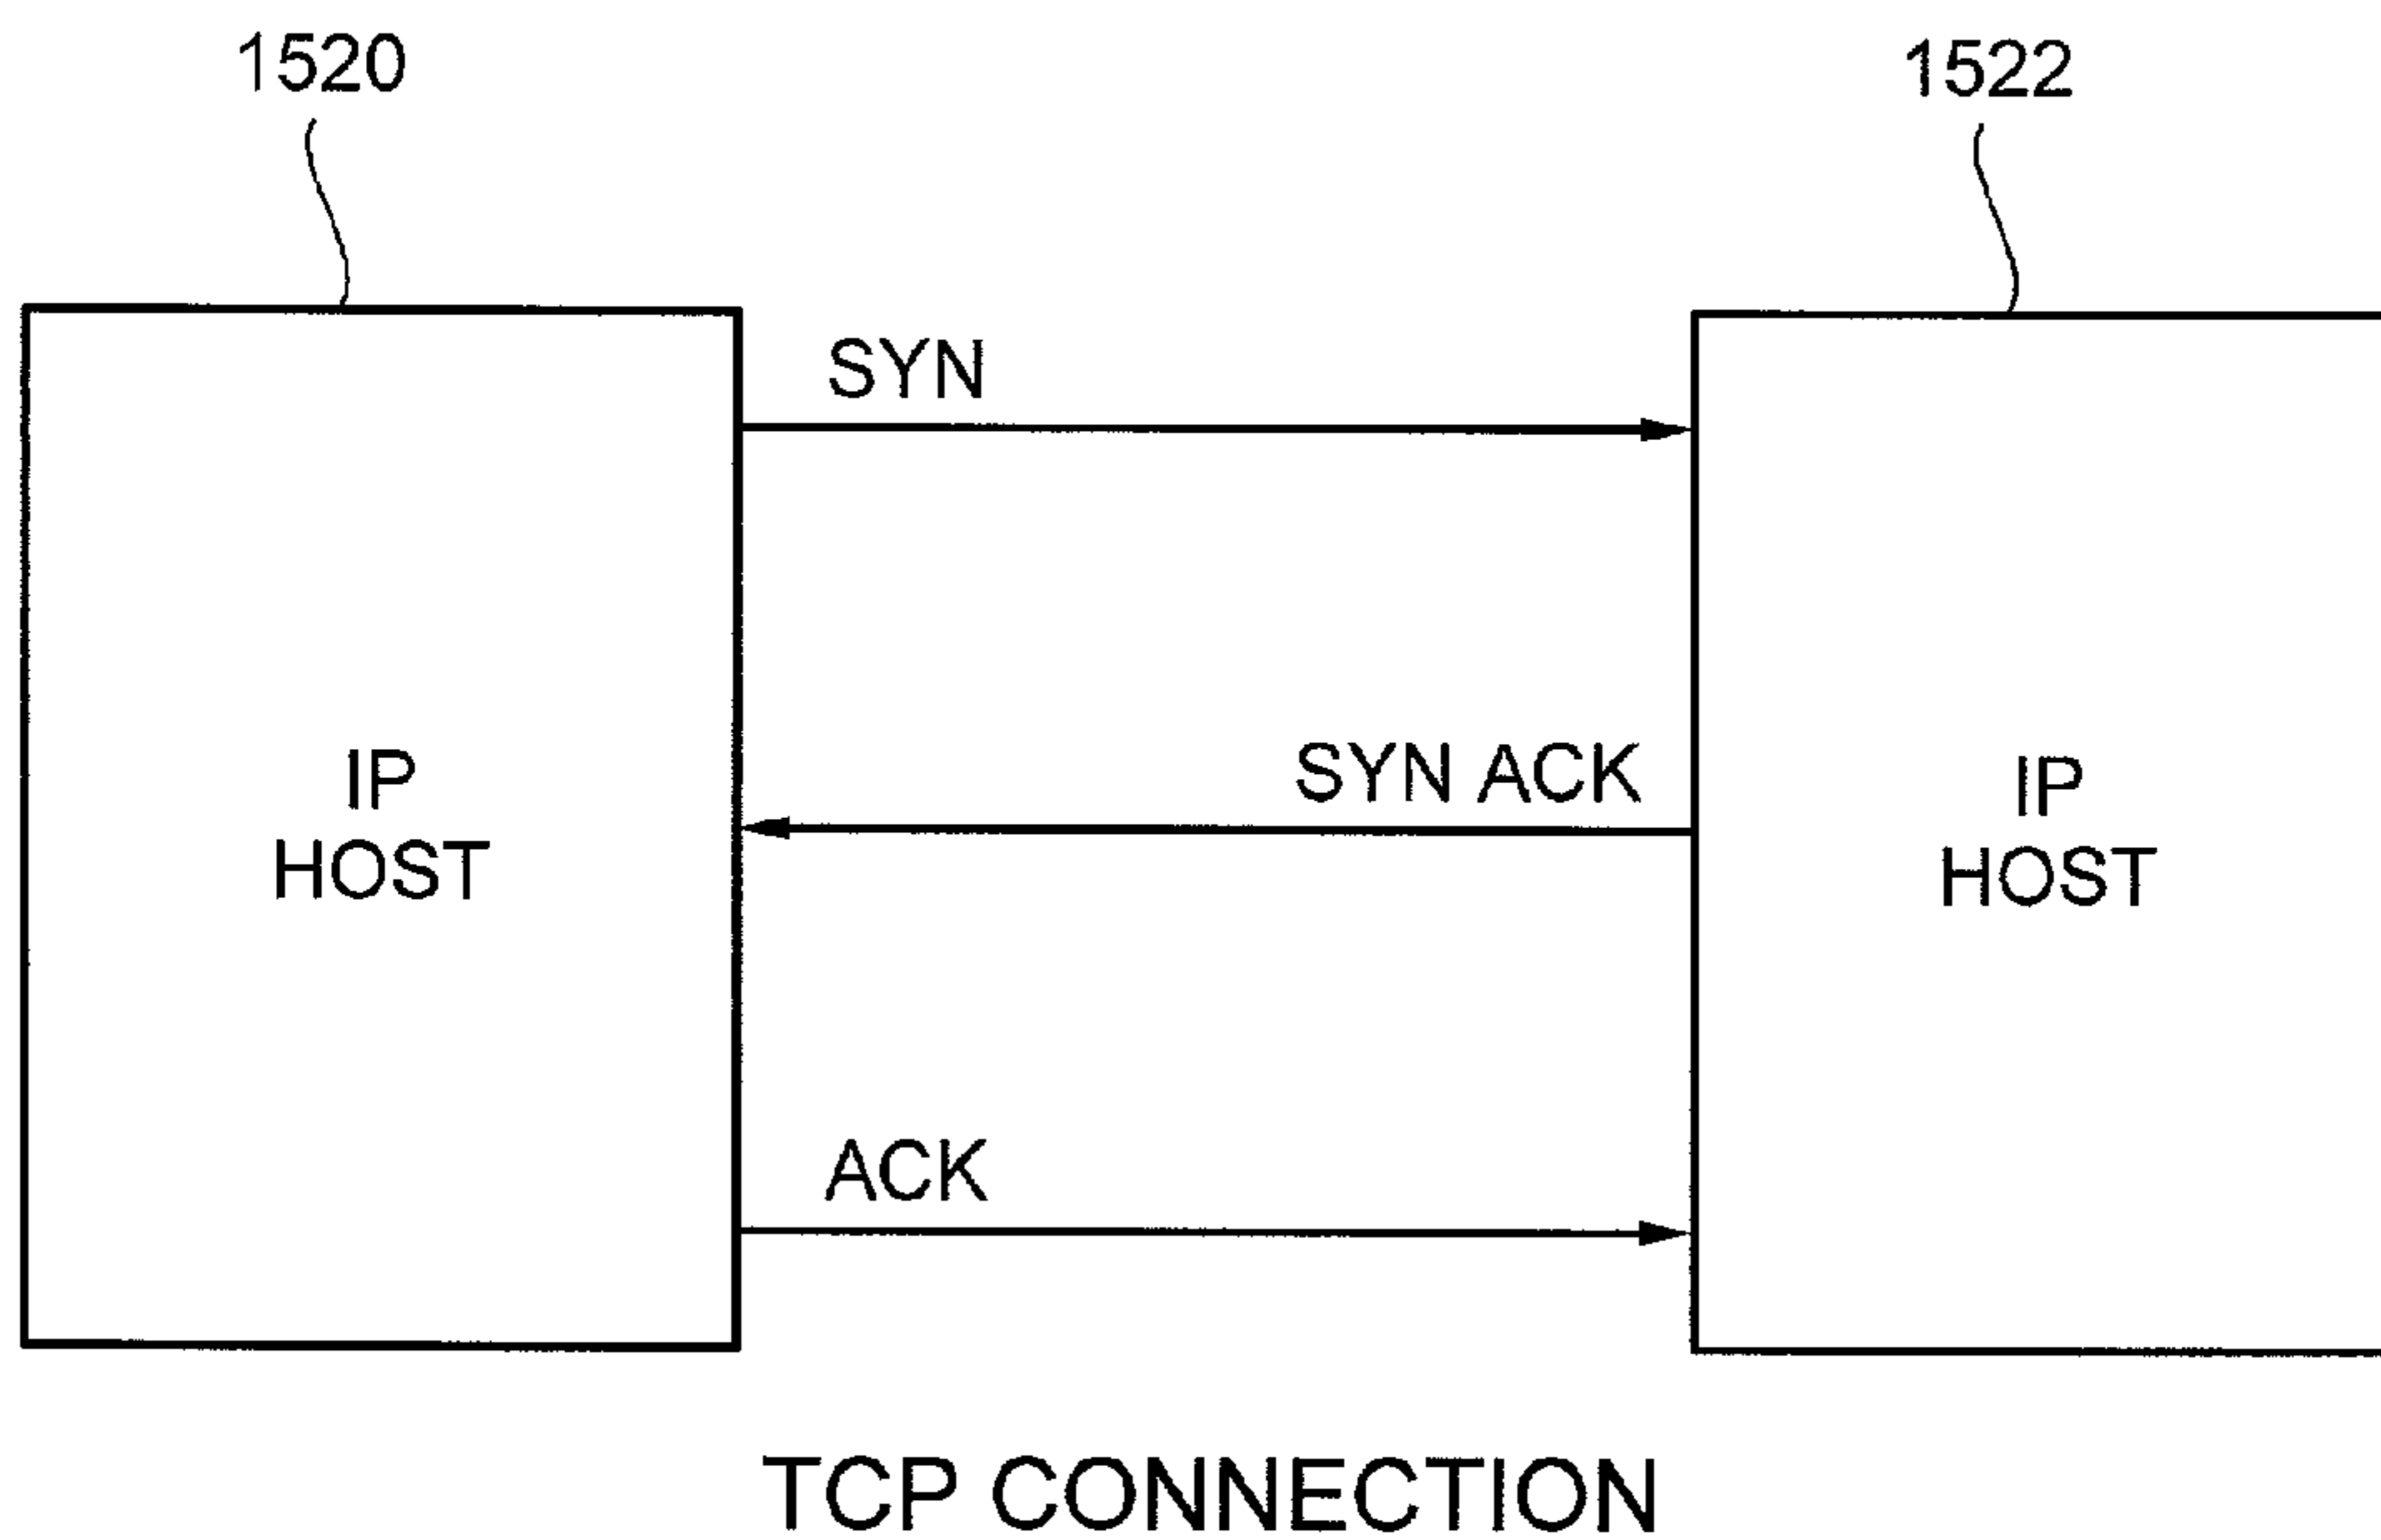 1520
1522
SYN
SYN ACK
IP
HOST
IP
HOST
ACK
TCP CONNECTION